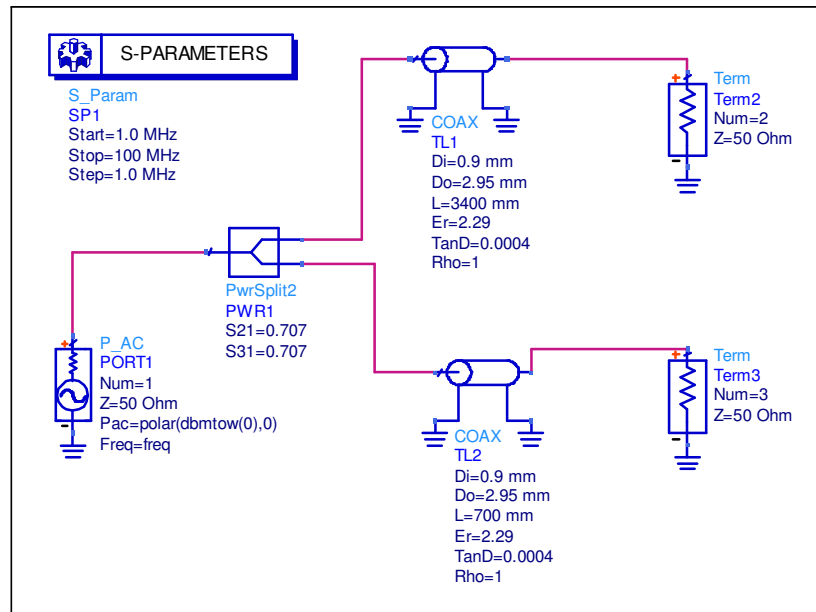 S-PARAMETERS
S_Param
SP1
Start=1.0 MHz
Stop=100 MHz
Step=1.0 MHz
COAX
TL1
Di=0.9 mm
Do=2.95 mm
L=3400 mm
Er=2.29
TanD=0.0004
Rho=1
+
Term
Term2
Num=2
Z=50 Ohm
-
PwrSplit2
PWR1
S21=0.707
S31=0.707
+
P_AC
PORT1
Num=1
Z=50 Ohm
Pac=polar(dbmtow(0),0)
Freq=freq
-
COAX
TL2
Di=0.9 mm
Do=2.95 mm
L=700 mm
Er=2.29
TanD=0.0004
Rho=1
+
Term
Term3
Num=3
Z=50 Ohm
-